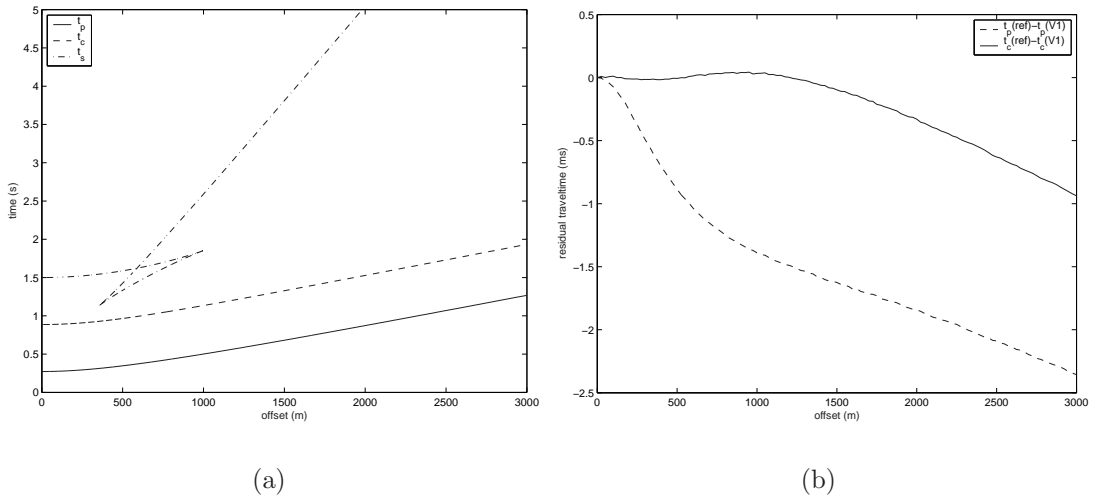 5
4.5
4
3.5
3
2.5
2
1.5
1
0.5
0
time (s)
t_p
t_c
t_s
0 500 1000 1500 2000 2500 3000
offset (m)
(a)
0.5
0
−0.5
−1
−1.5
−2
−2.5
residual traveltime (ms)
t_p(ref)−t_p(V1)
t_c(ref)−t_c(V1)
0 500 1000 1500 2000 2500 3000
offset (m)
(b)